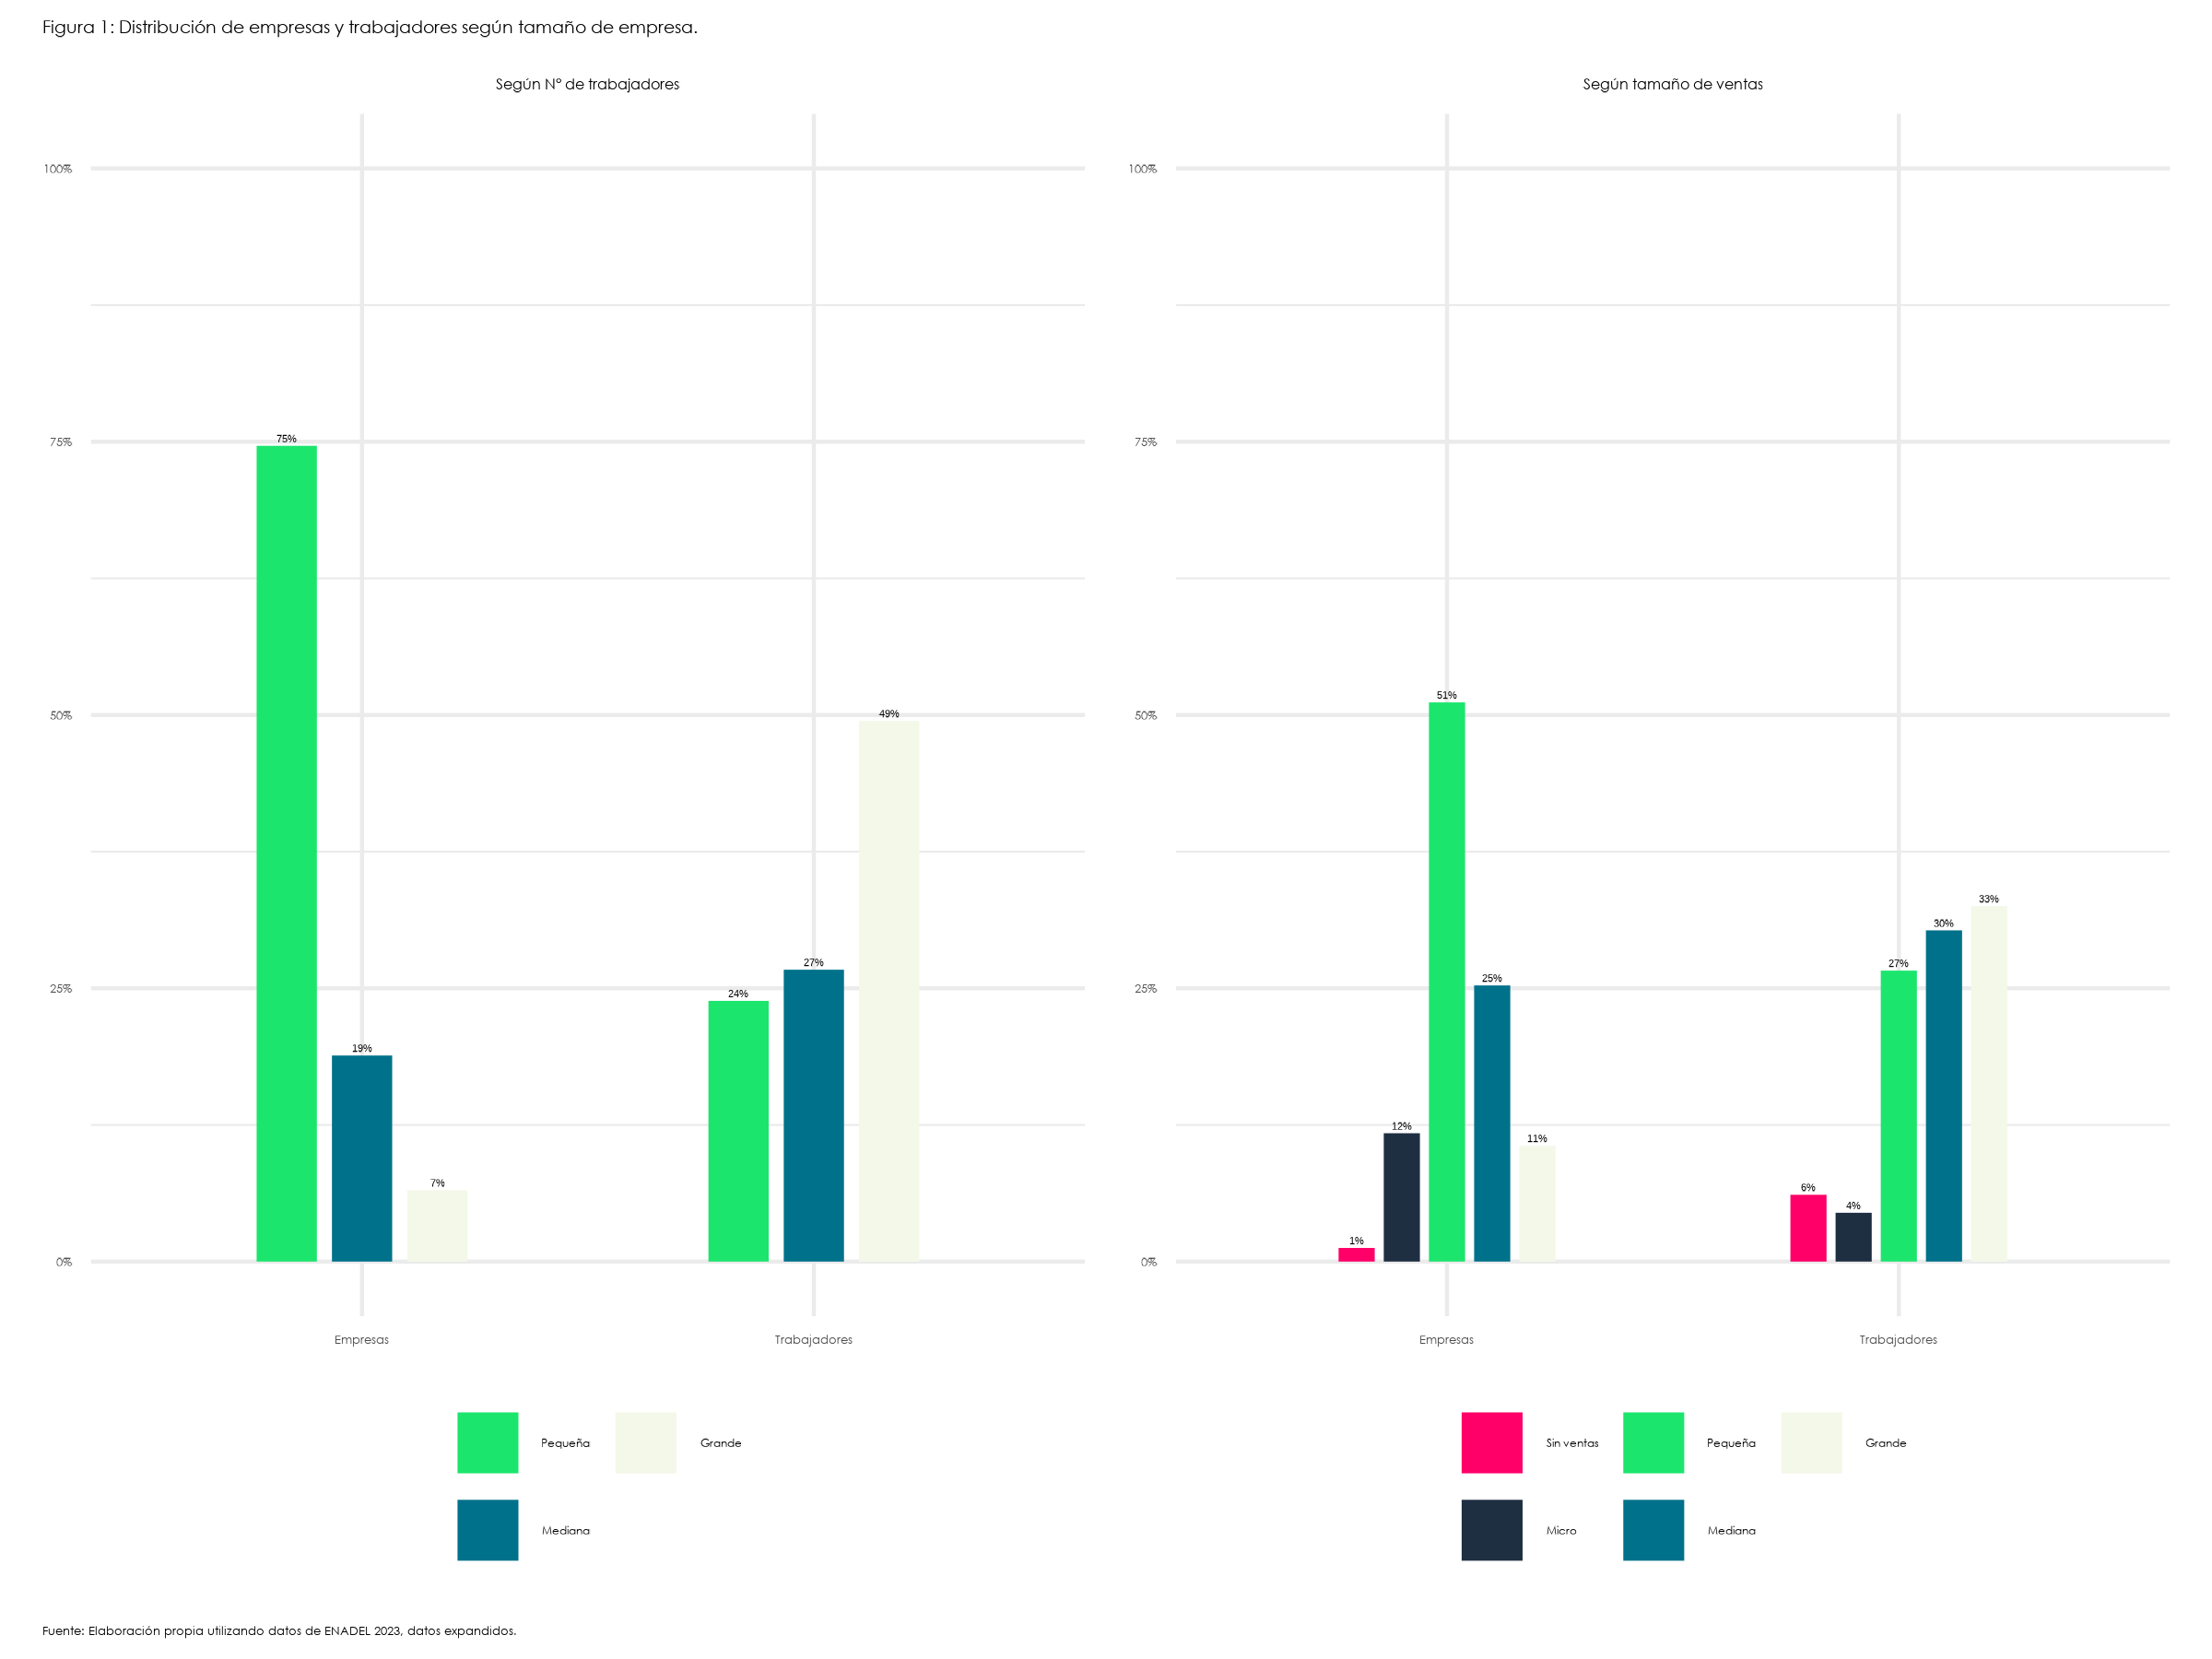 Figura 1: Distribución de empresas y trabajadores según tamaño de empresa.
Según N° de trabajadores
100%
75%
50%
25%
0%
75%
19%
7%
24%
27%
49%
Empresas
Trabajadores
Pequeña
Grande
Mediana
Según tamaño de ventas
100%
75%
50%
25%
0%
1%
12%
51%
25%
11%
6%
4%
27%
30%
33%
Empresas
Trabajadores
Sin ventas
Pequeña
Grande
Micro
Mediana
Fuente: Elaboración propia utilizando datos de ENADEL 2023, datos expandidos.